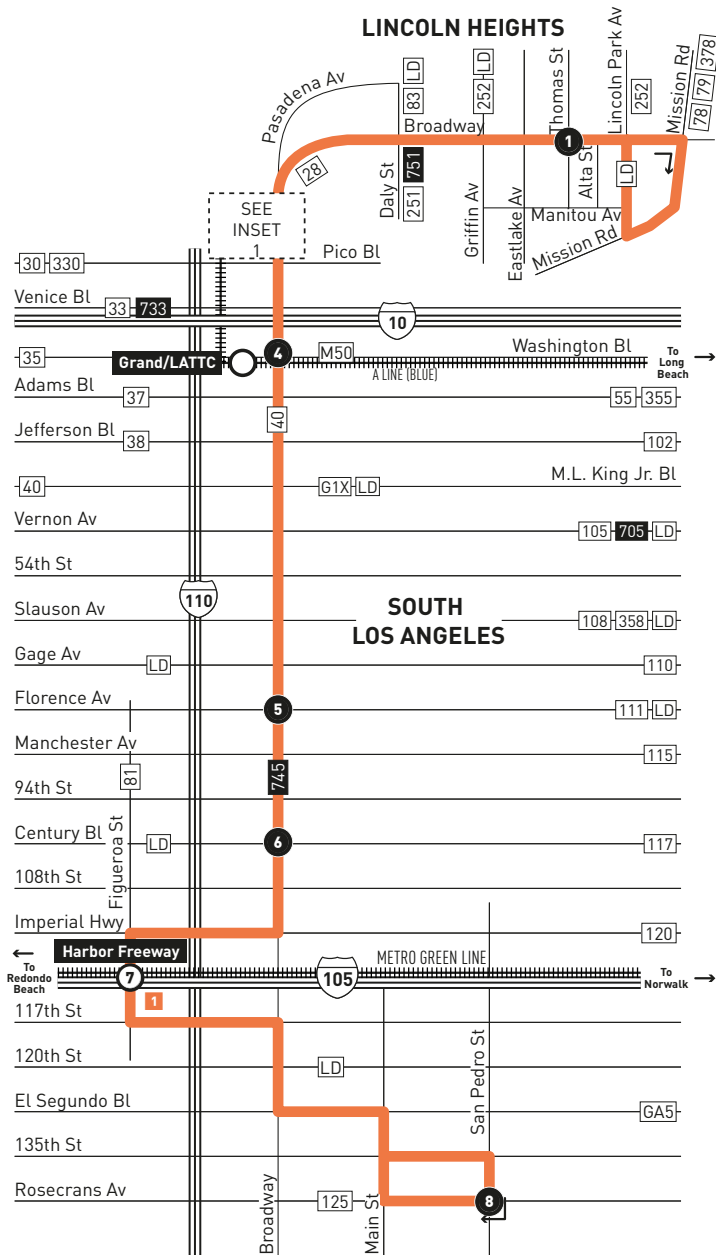 LINCOLN HEIGHTS
Pasadena Av
83 LD
252 LD
Thomas St
Lincoln Park Av
252
Mission Rd
78 79 378
Broadway
1
28
Daly St
251 751
Griffin Av
Eastlake Av
Alta St
LD
Manitou Av
Mission Rd
SEE
INSET
1
30 330
Pico Bl
Venice Bl
33 733
10
35
Grand/LATTC
4
M50
Washington Bl
To
Long
Beach
A LINE (BLUE)
Adams Bl
37
55 355
40
Jefferson Bl
38
102
40
G1X LD
M.L. King Jr. Bl
Vernon Av
105 705 LD
54th St
110
Slauson Av
SOUTH
LOS ANGELES
108 358 LD
Gage Av
LD
110
Florence Av
5
111 LD
Manchester Av
115
81
745
94th St
Figueroa St
Century Bl
LD
6
117
108th St
Imperial Hwy
120
Harbor Freeway
METRO GREEN LINE
To
Redondo
Beach
7
105
To
Norwalk
1
117th St
120th St
LD
San Pedro St
El Segundo Bl
GA5
135th St
Rosecrans Av
125
8
Broadway
Main St